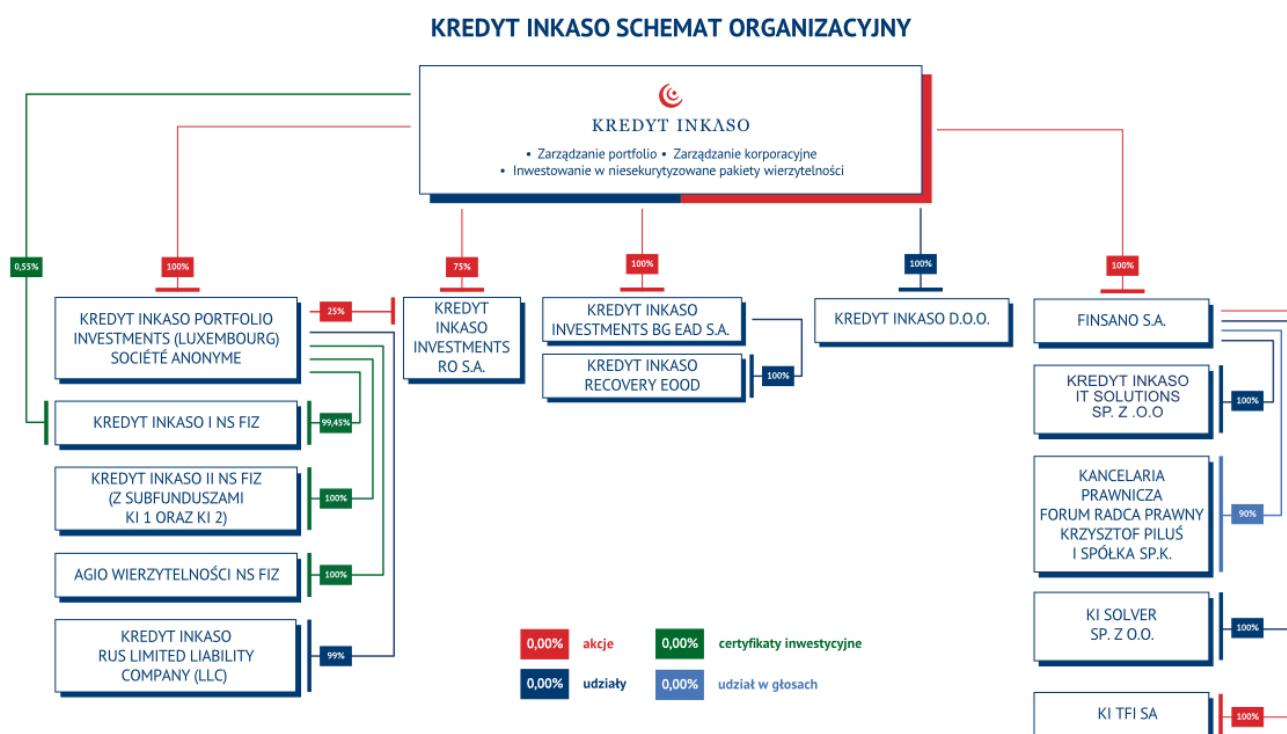 KREDYT INKASO SCHEMAT ORGANIZACYJNY
KREDYT INKASO
• Zarządzanie portfolio • Zarządzanie korporacyjne
• Inwestowanie w niesekurytyzowane pakiety wierzytelności
0,55%
100%
75%
100%
100%
100%
KREDYT INKASO PORTFOLIO
INVESTMENTS (LUXEMBOURG)
SOCIÉTÉ ANONYME
25%
KREDYT
INKASO
INVESTMENTS
RO S.A.
KREDYT INKASO
INVESTMENTS BG EAD S.A.
KREDYT INKASO
RECOVERY EOOD
100%
KREDYT INKASO D.O.O.
FINSANO S.A.
KREDYT INKASO I NS FIZ
99,45%
KREDYT INKASO II NS FIZ
(Z SUBFUNDUSZAMI
KI 1 ORAZ KI 2)
100%
AGIO WIERZYTELNOŚCI NS FIZ
100%
KREDYT INKASO
RUS LIMITED LIABILITY
COMPANY (LLC)
99%
KREDYT INKASO
IT SOLUTIONS
SP. Z .O.O
100%
KANCELARIA
PRAWNICZA
FORUM RADCA PRAWNY
KRZYSZTOF PILUŚ
I SPÓŁKA SP.K.
90%
KI SOLVER
SP. Z O.O.
100%
KI TFI SA
100%
0,00% akcje
0,00% certyfikaty inwestycyjne
0,00% udziały
0,00% udział w głosach